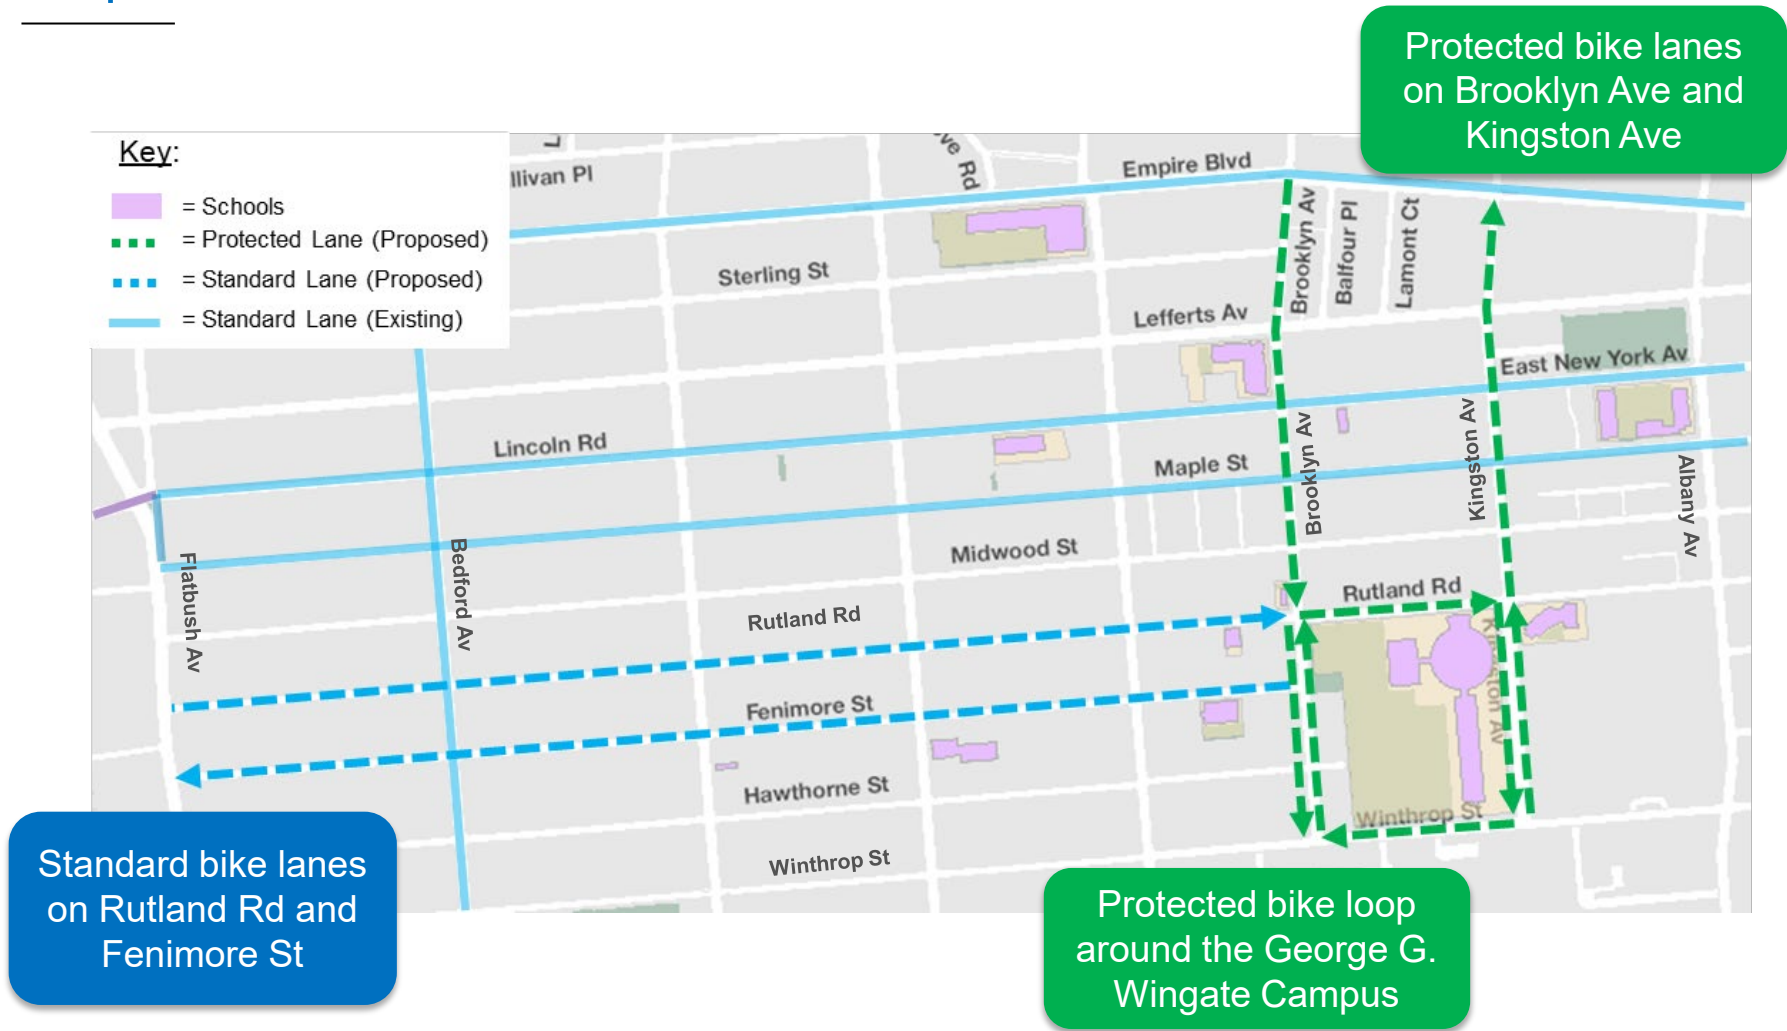 Protected bike lanes
on Brooklyn Ave and
Kingston Ave
Key:
= Schools
= Protected Lane (Proposed)
= Standard Lane (Proposed)
= Standard Lane (Existing)
llivan Pl
L
ve Rd
Empire Blvd
Sterling St
Lefferts Av
Brooklyn Av
Balfour Pl
Lamont Ct
East New York Av
Lincoln Rd
Maple St
Brooklyn Av
Kingston Av
Albany Av
Midwood St
Flatbush Av
Bedford Av
Rutland Rd
Rutland Rd
Kingston Av
Fenimore St
Hawthorne St
Winthrop St
Winthrop St
Standard bike lanes
on Rutland Rd and
Fenimore St
Protected bike loop
around the George G.
Wingate Campus